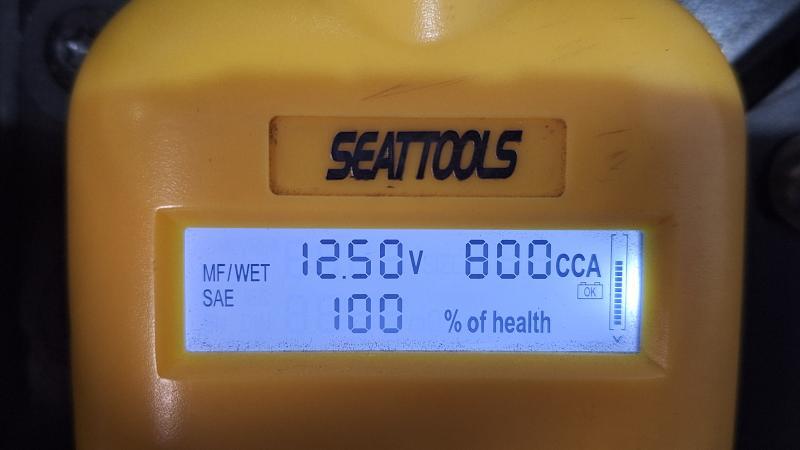 SEATTOOLS
MF/WET 12.50V 800CCA
SAE OK
100 % of health